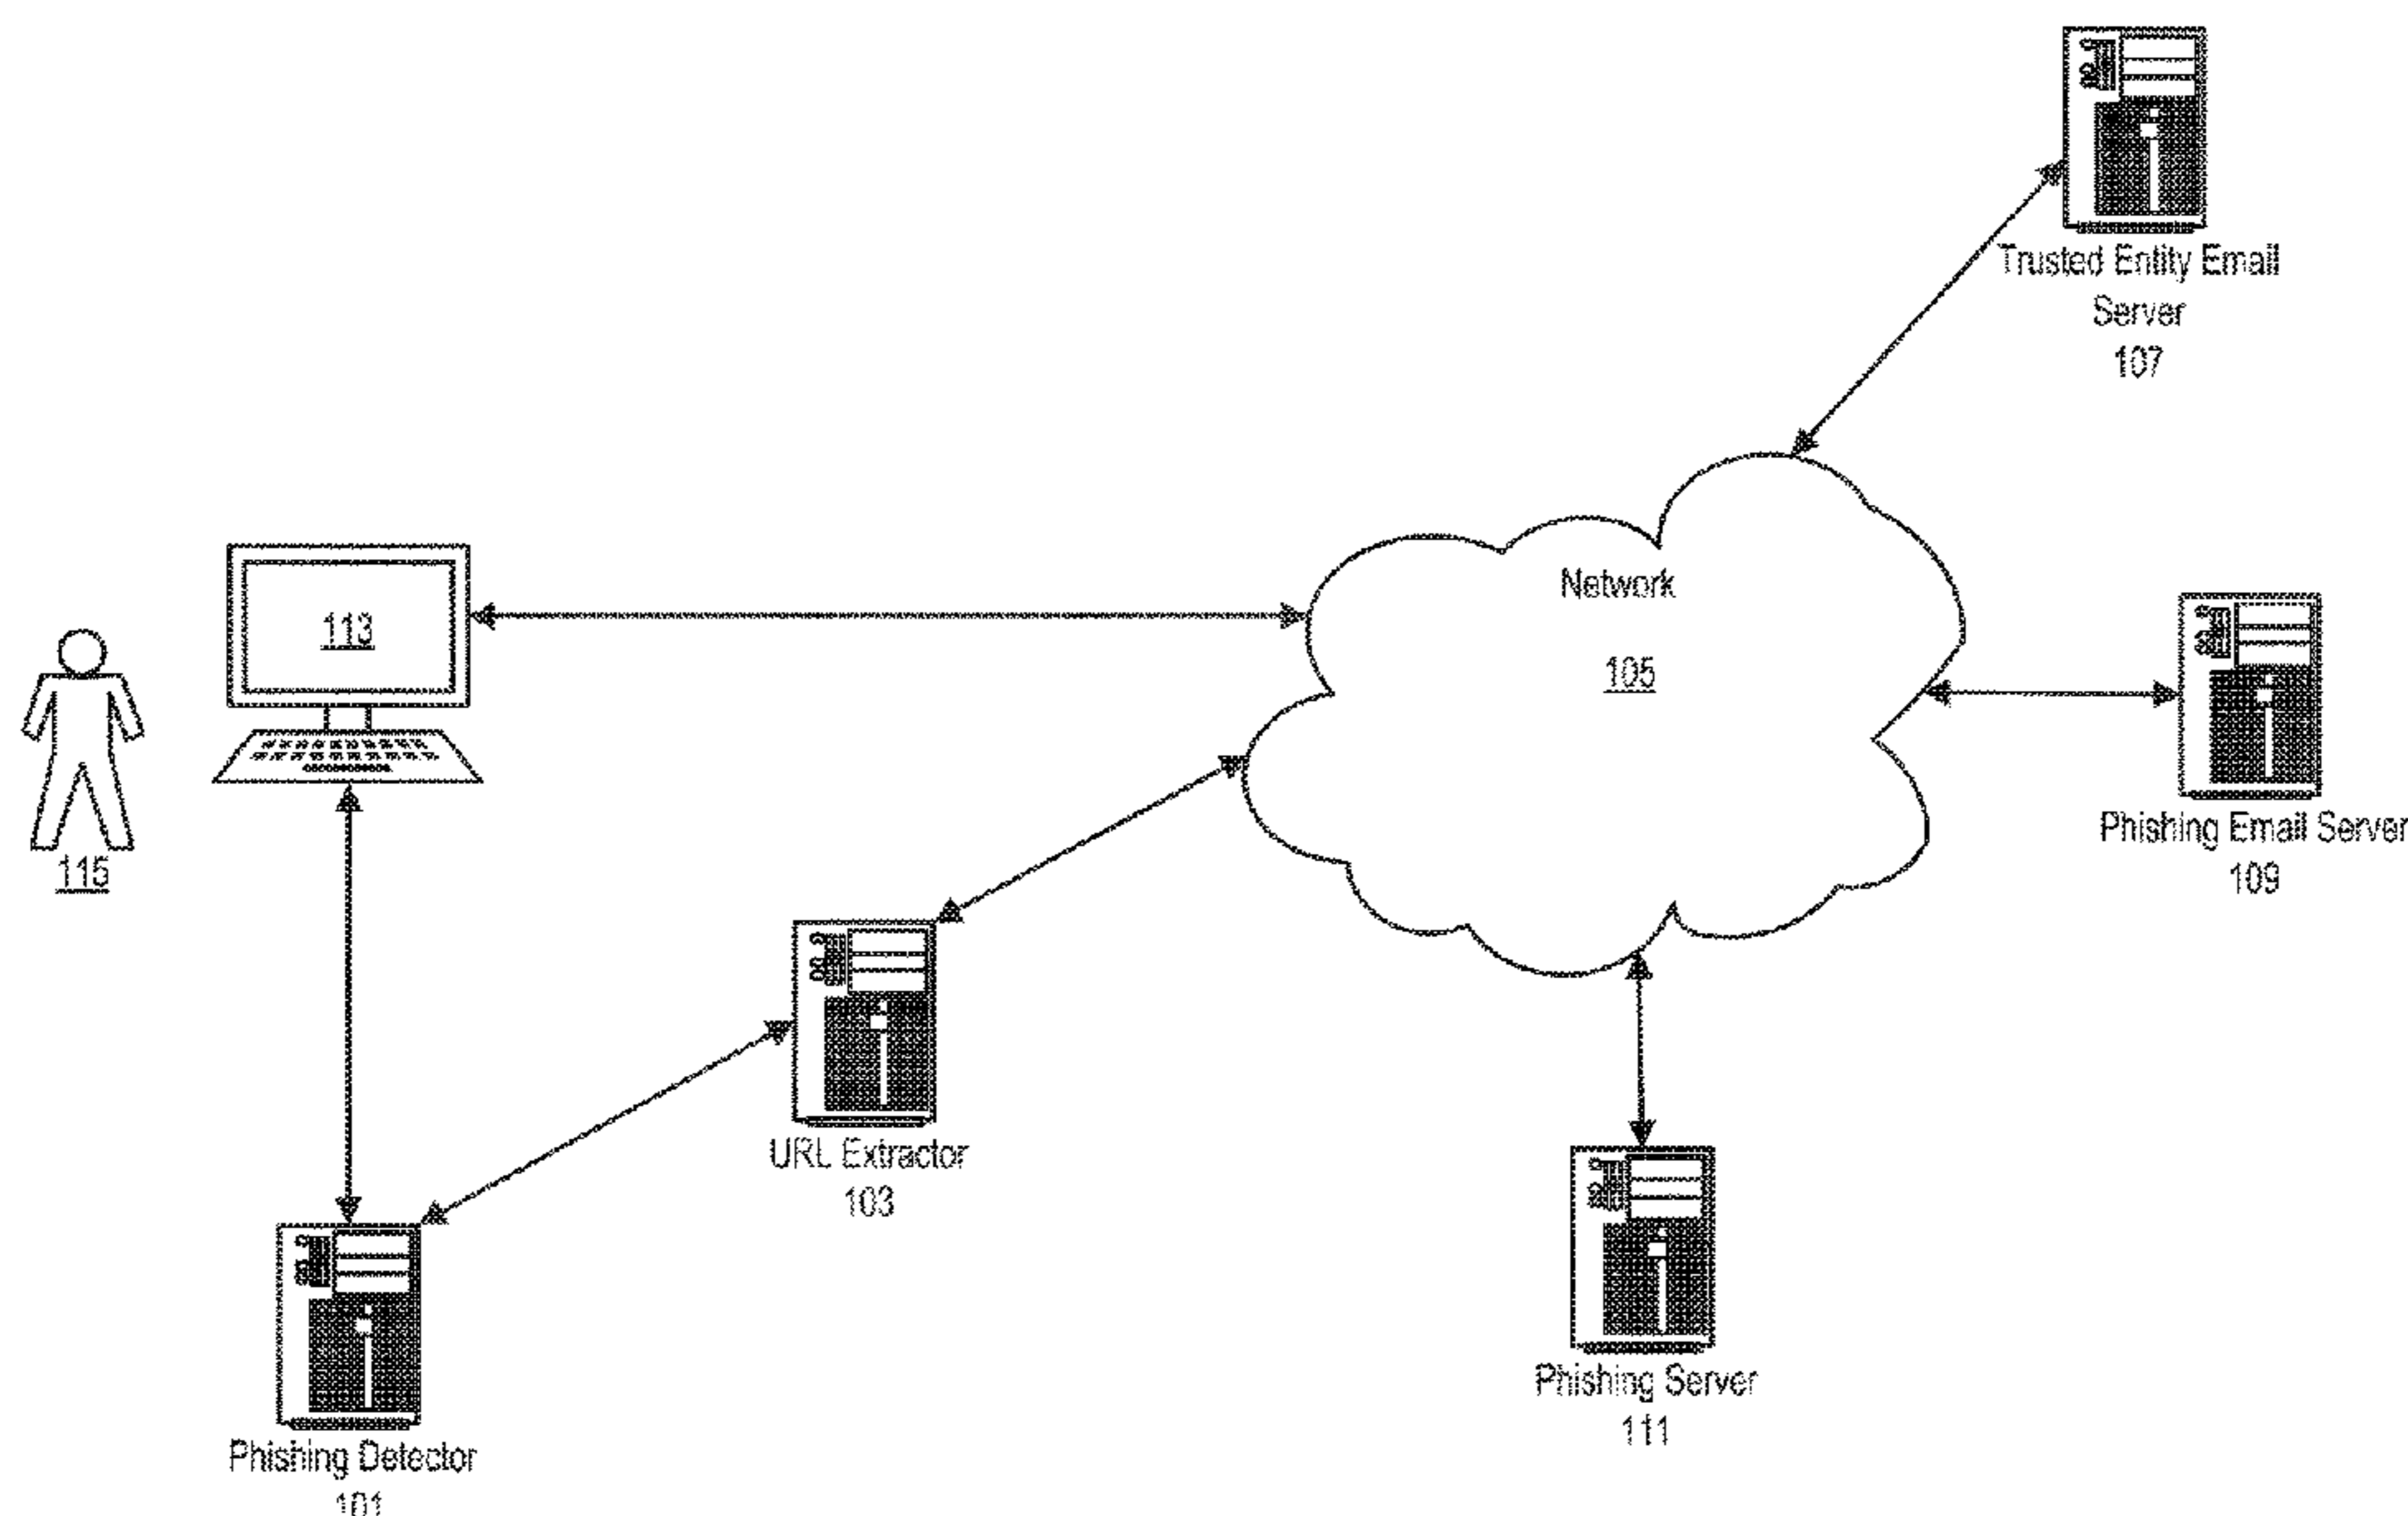 Trusted Entity Email
Server
107
Network
105
113
115
Phishing Email Server
109
URL Extractor
103
Phishing Server
111
Phishing Detector
101